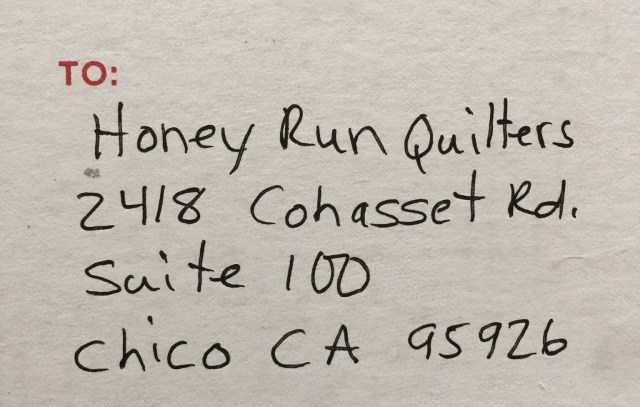 TO:
Honey Run Quilters
2418 Cohasset Rd.
Suite 100
Chico CA 95926